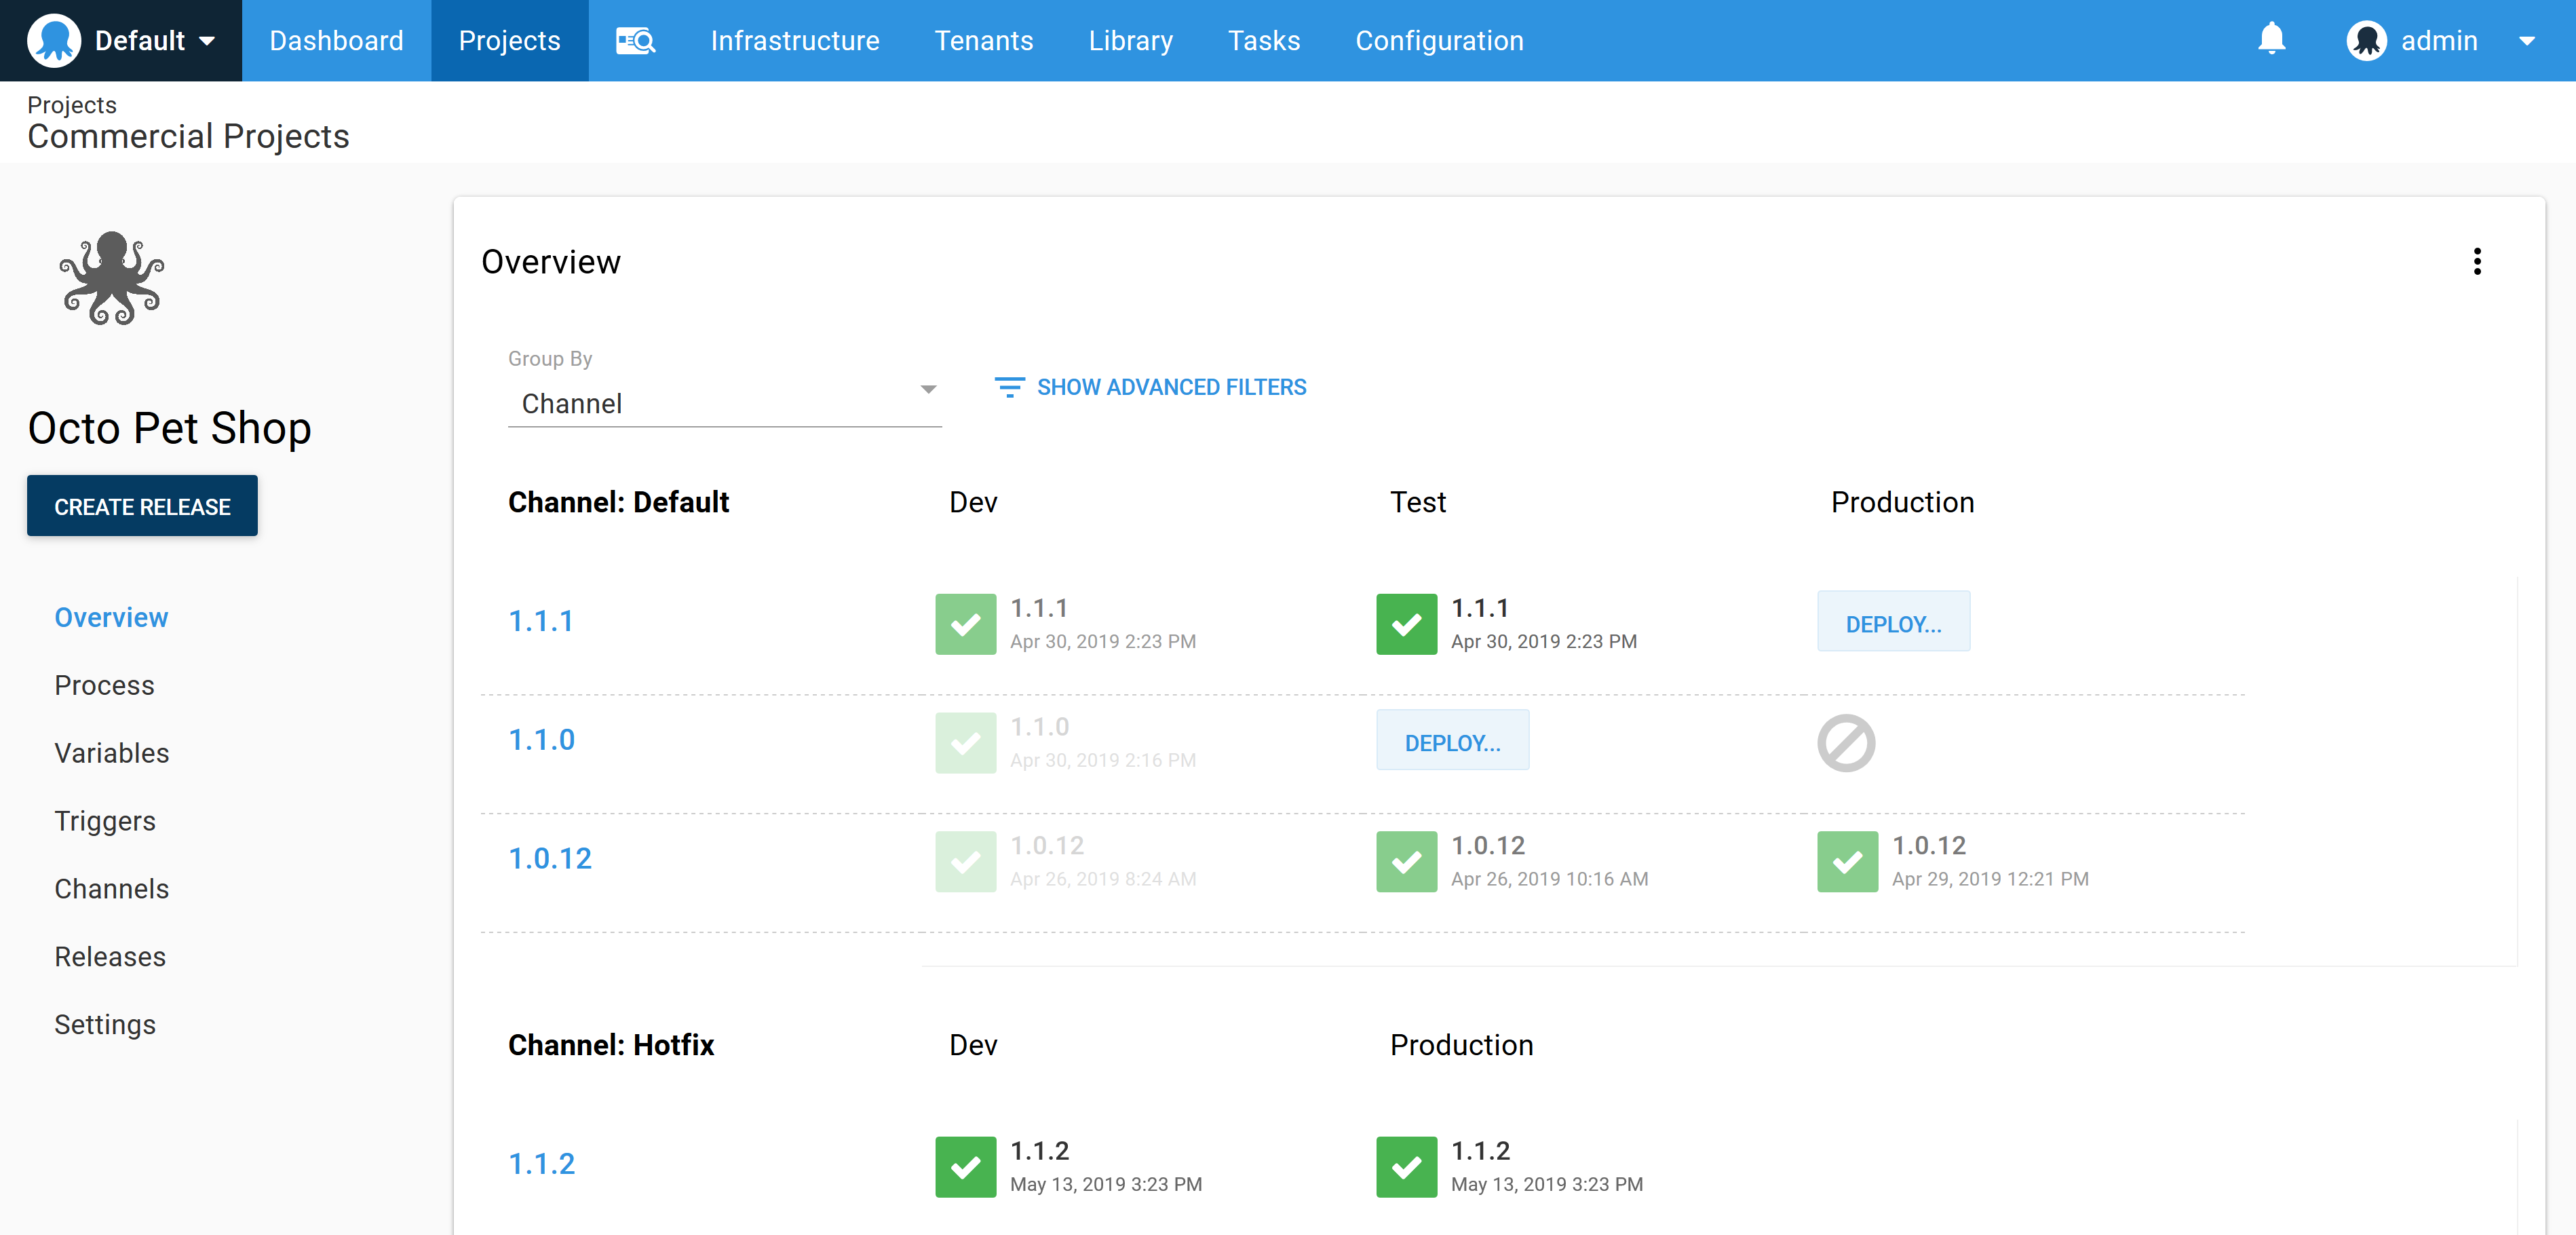 Default Dashboard Projects Infrastructure Tenants Library Tasks Configuration admin
Projects
Commercial Projects
Octo Pet Shop
CREATE RELEASE
Overview
Process
Variables
Triggers
Channels
Releases
Settings
Overview
Group By
Channel
SHOW ADVANCED FILTERS
Channel: Default Dev Test Production
1.1.1
1.1.1
Apr 30, 2019 2:23 PM
1.1.1
Apr 30, 2019 2:23 PM
DEPLOY...
1.1.0
1.1.0
Apr 30, 2019 2:16 PM
DEPLOY...
1.0.12
1.0.12
Apr 26, 2019 8:24 AM
1.0.12
Apr 26, 2019 10:16 AM
1.0.12
Apr 29, 2019 12:21 PM
Channel: Hotfix Dev Production
1.1.2
1.1.2
May 13, 2019 3:23 PM
1.1.2
May 13, 2019 3:23 PM